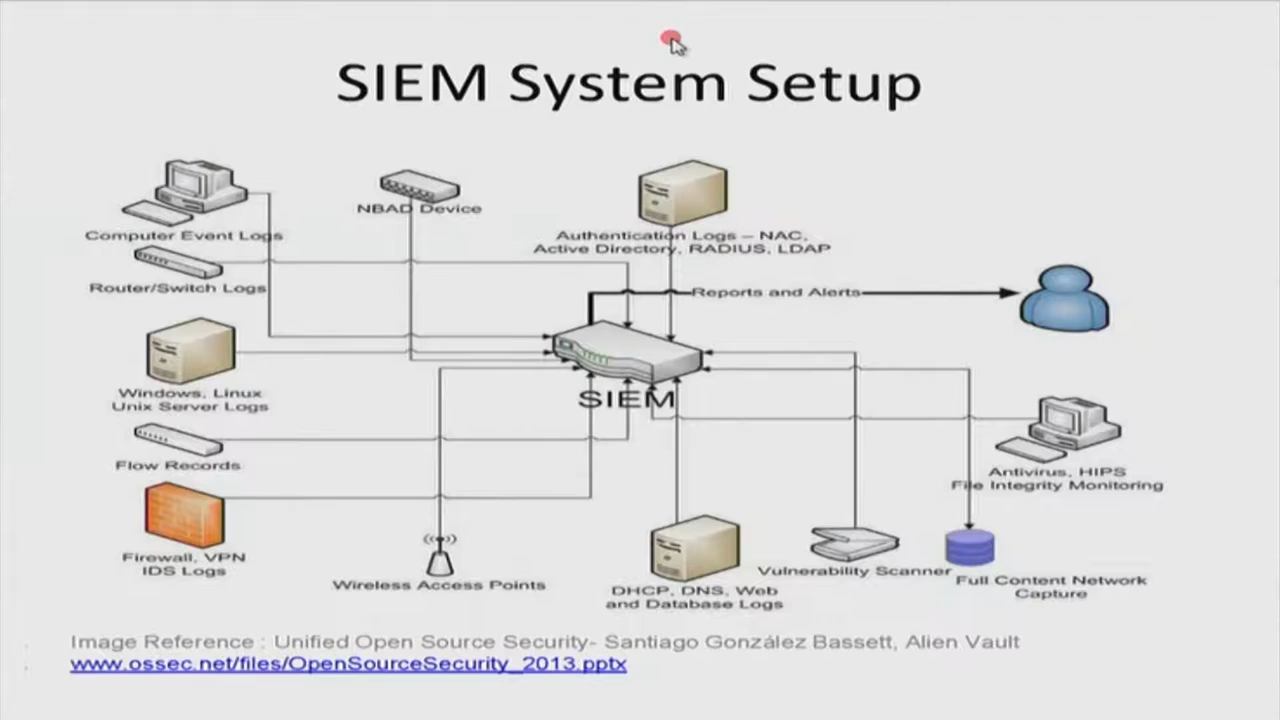 SIEM System Setup
NBAD Device
Computer Event Logs
Authentication Logs – NAC,
Active Directory, RADIUS, LDAP
Router/Switch Logs
Reports and Alerts
Windows, Linux
Unix Server Logs
SIEM
Flow Records
Antivirus, HIPS
File Integrity Monitoring
Firewall, VPN
IDS Logs
Wireless Access Points
DHCP, DNS, Web
and Database Logs
Vulnerability Scanner
Full Content Network
Capture
Image Reference : Unified Open Source Security- Santiago González Bassett, Alien Vault
www.ossec.net/files/OpenSourceSecurity_2013.pptx